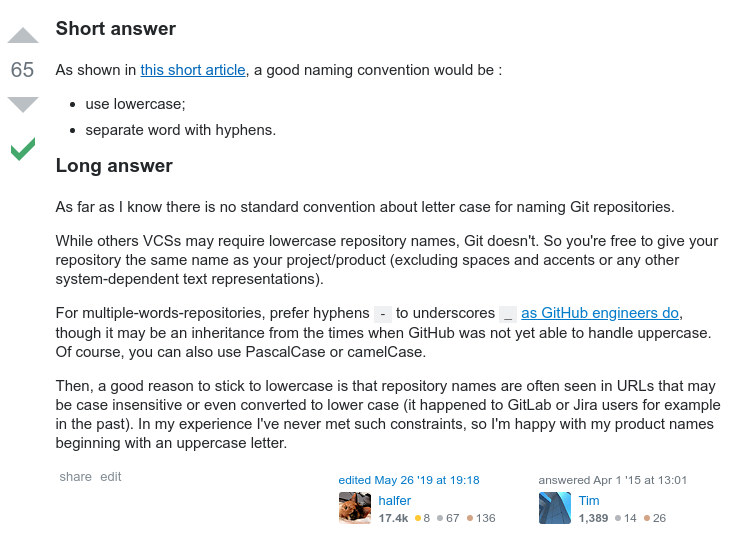 Short answer
65
As shown in this short article, a good naming convention would be :
use lowercase;
separate word with hyphens.
Long answer
As far as I know there is no standard convention about letter case for naming Git repositories.
While others VCSs may require lowercase repository names, Git doesn't. So you're free to give your
repository the same name as your project/product (excluding spaces and accents or any other
system-dependent text representations).
For multiple-words-repositories, prefer hyphens - to underscores _ as GitHub engineers do,
though it may be an inheritance from the times when GitHub was not yet able to handle uppercase.
Of course, you can also use PascalCase or camelCase.
Then, a good reason to stick to lowercase is that repository names are often seen in URLs that may
be case insensitive or even converted to lower case (it happened to GitLab or Jira users for example
in the past). In my experience I've never met such constraints, so I'm happy with my product names
beginning with an uppercase letter.
share edit
edited May 26 '19 at 19:18
halfer
17.4k ●8 ●67 ●136
answered Apr 1 '15 at 13:01
Tim
1,389 ●14 ●26